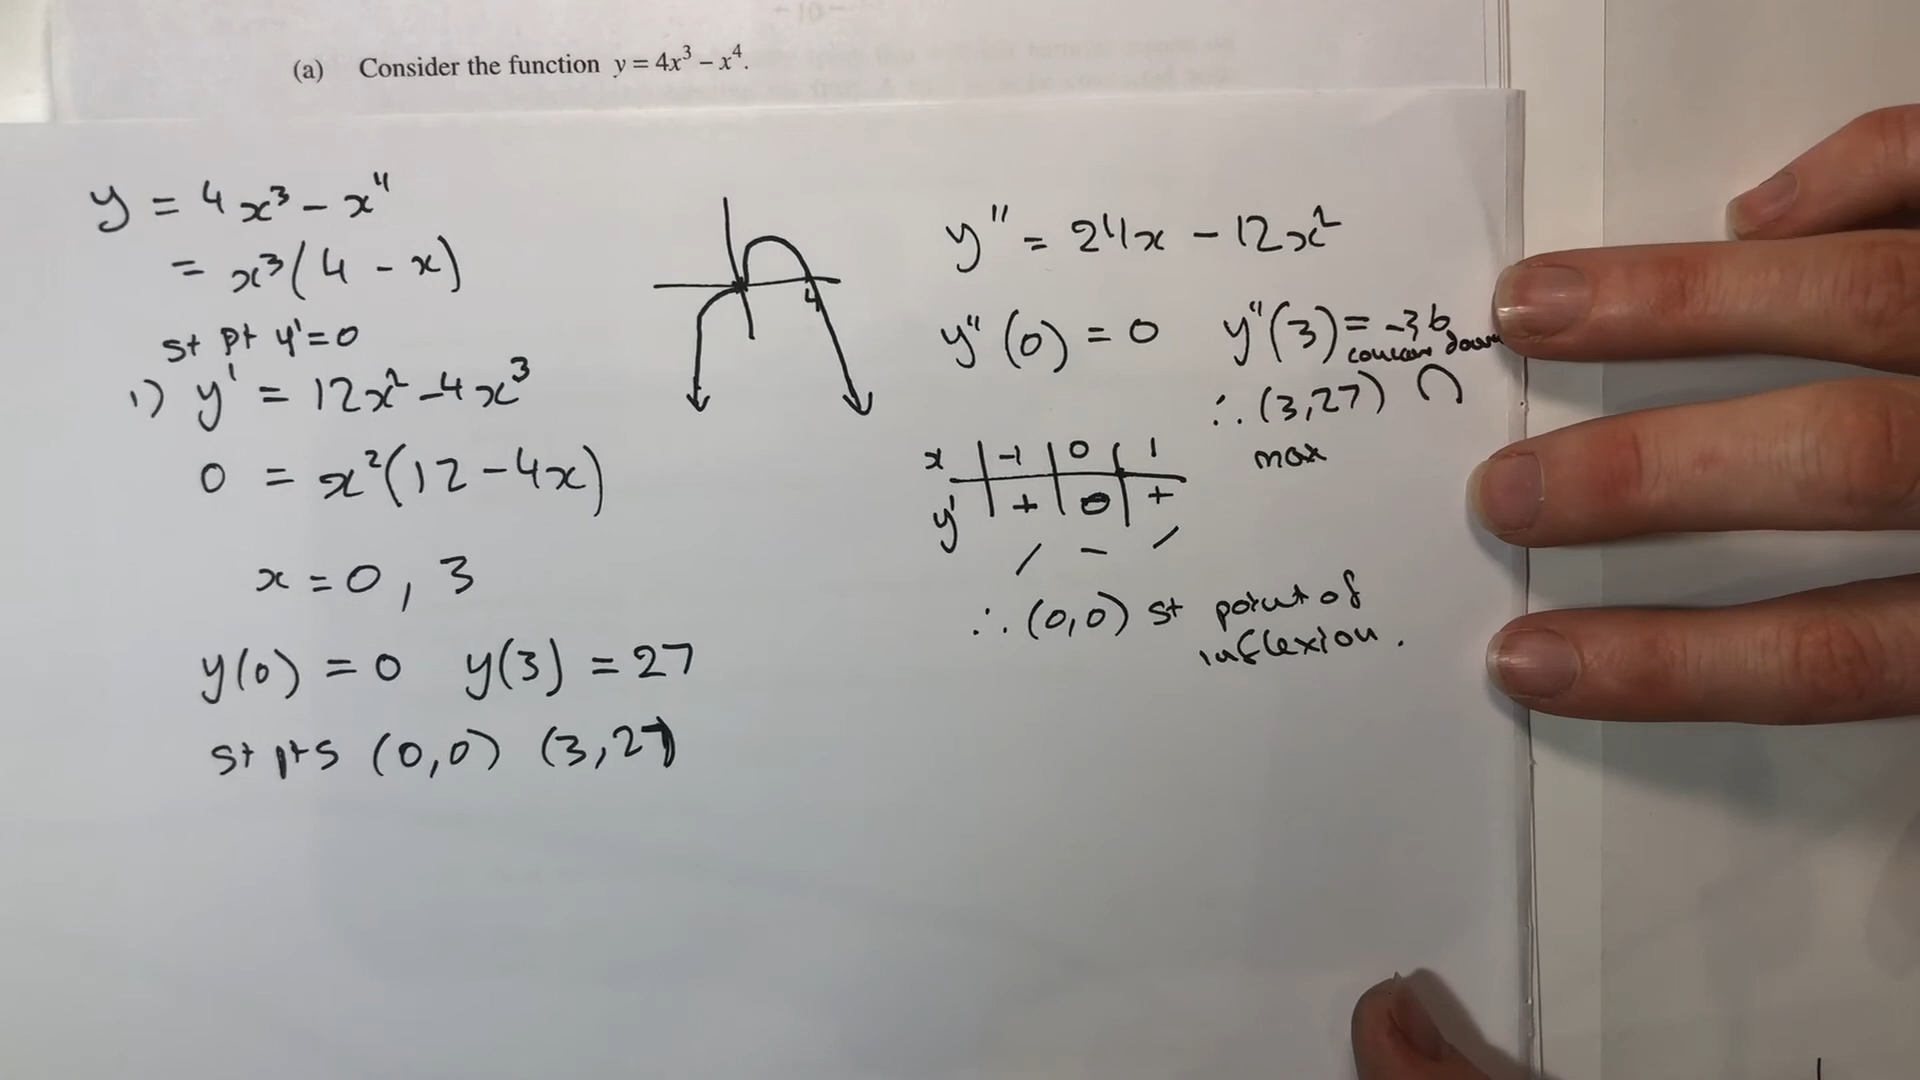 (a) Consider the function y = 4x³ – x⁴.
y = 4x³ – x⁴
= x³(4 - x)
st pt y' = 0
1) y' = 12x² – 4x³
0 = x²(12 – 4x)
x = 0, 3
y(0) = 0 y(3) = 27
st pts (0,0) (3,27)
4
y'' = 24x – 12x²
y''(0) = 0 y''(3) = -36
concave down
∴ (3,27) ∩
max
x | -1 | 0 | 1
y' | + | 0 | +
/ – /
∴ (0,0) st point of
inflexion.